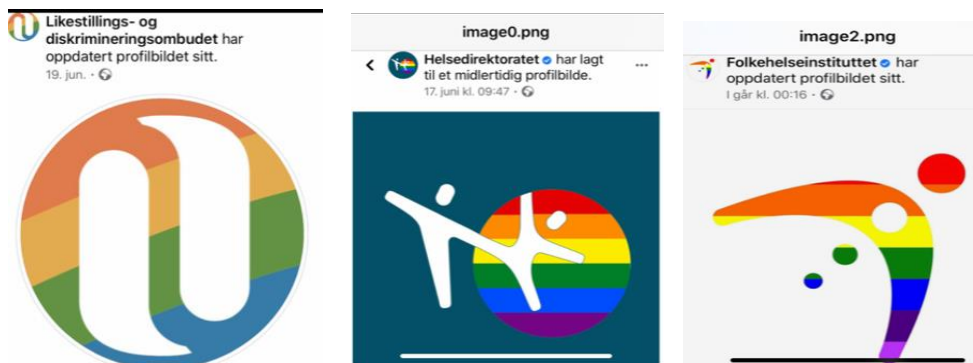 Likestillings- og
diskrimineringsombudet har
oppdatert profilbildet sitt.
19. jun. ·
image0.png
Helsedirektoratet har lagt
til et midlertidig profilbilde.
17. juni kl. 09:47 ·
image2.png
Folkehelseinstituttet har
oppdatert profilbildet sitt.
I går kl. 00:16 ·